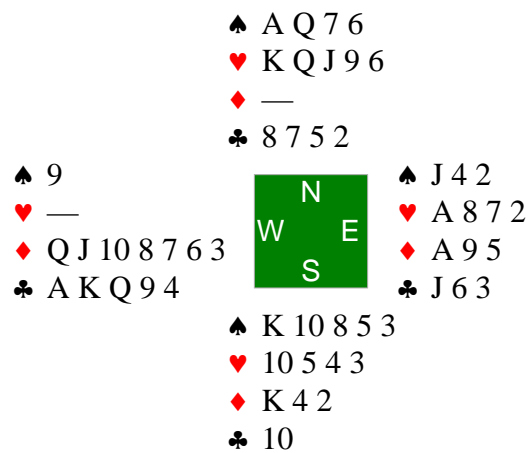 ♠ A Q 7 6
♥ K Q J 9 6
♦ —
♣ 8 7 5 2
♠ 9
♥ —
♦ Q J 10 8 7 6 3
♣ A K Q 9 4
N
W E
S
♠ J 4 2
♥ A 8 7 2
♦ A 9 5
♣ J 6 3
♠ K 10 8 5 3
♥ 10 5 4 3
♦ K 4 2
♣ 10